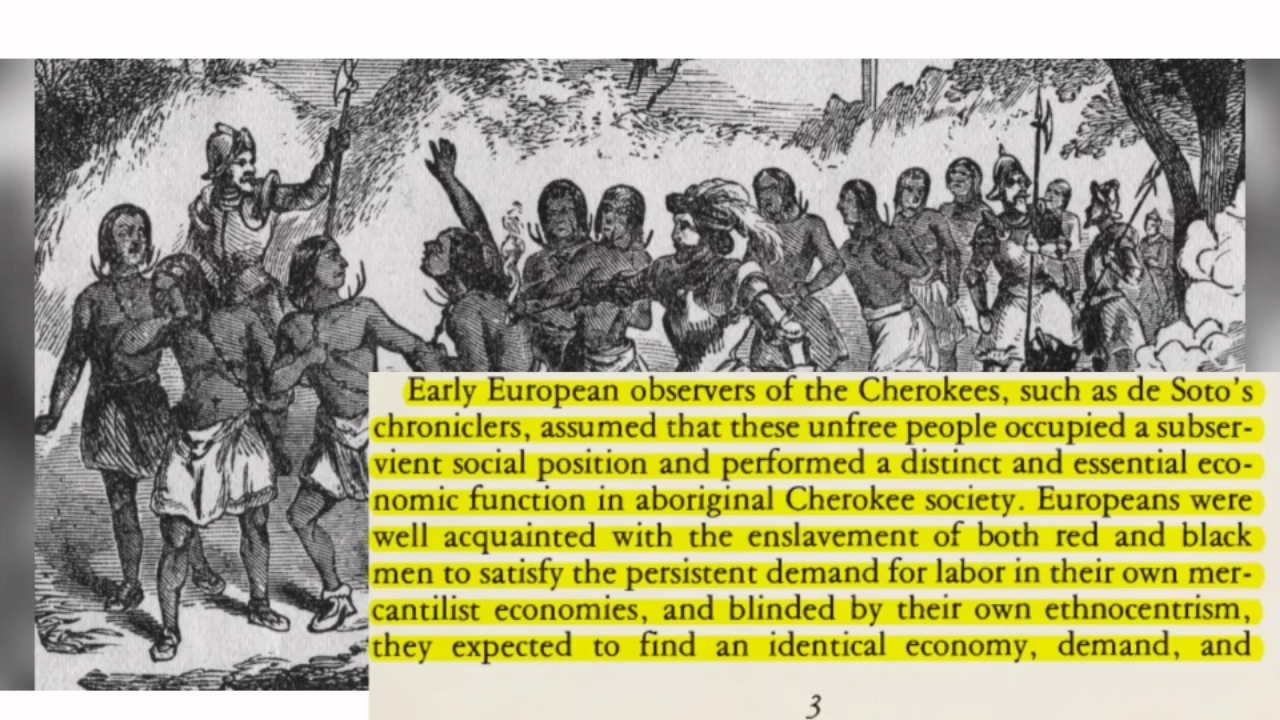 Early European observers of the Cherokees, such as de Soto's
chroniclers, assumed that these unfree people occupied a subser-
vient social position and performed a distinct and essential eco-
nomic function in aboriginal Cherokee society. Europeans were
well acquainted with the enslavement of both red and black
men to satisfy the persistent demand for labor in their own mer-
cantilist economies, and blinded by their own ethnocentrism,
they expected to find an identical economy, demand, and
3